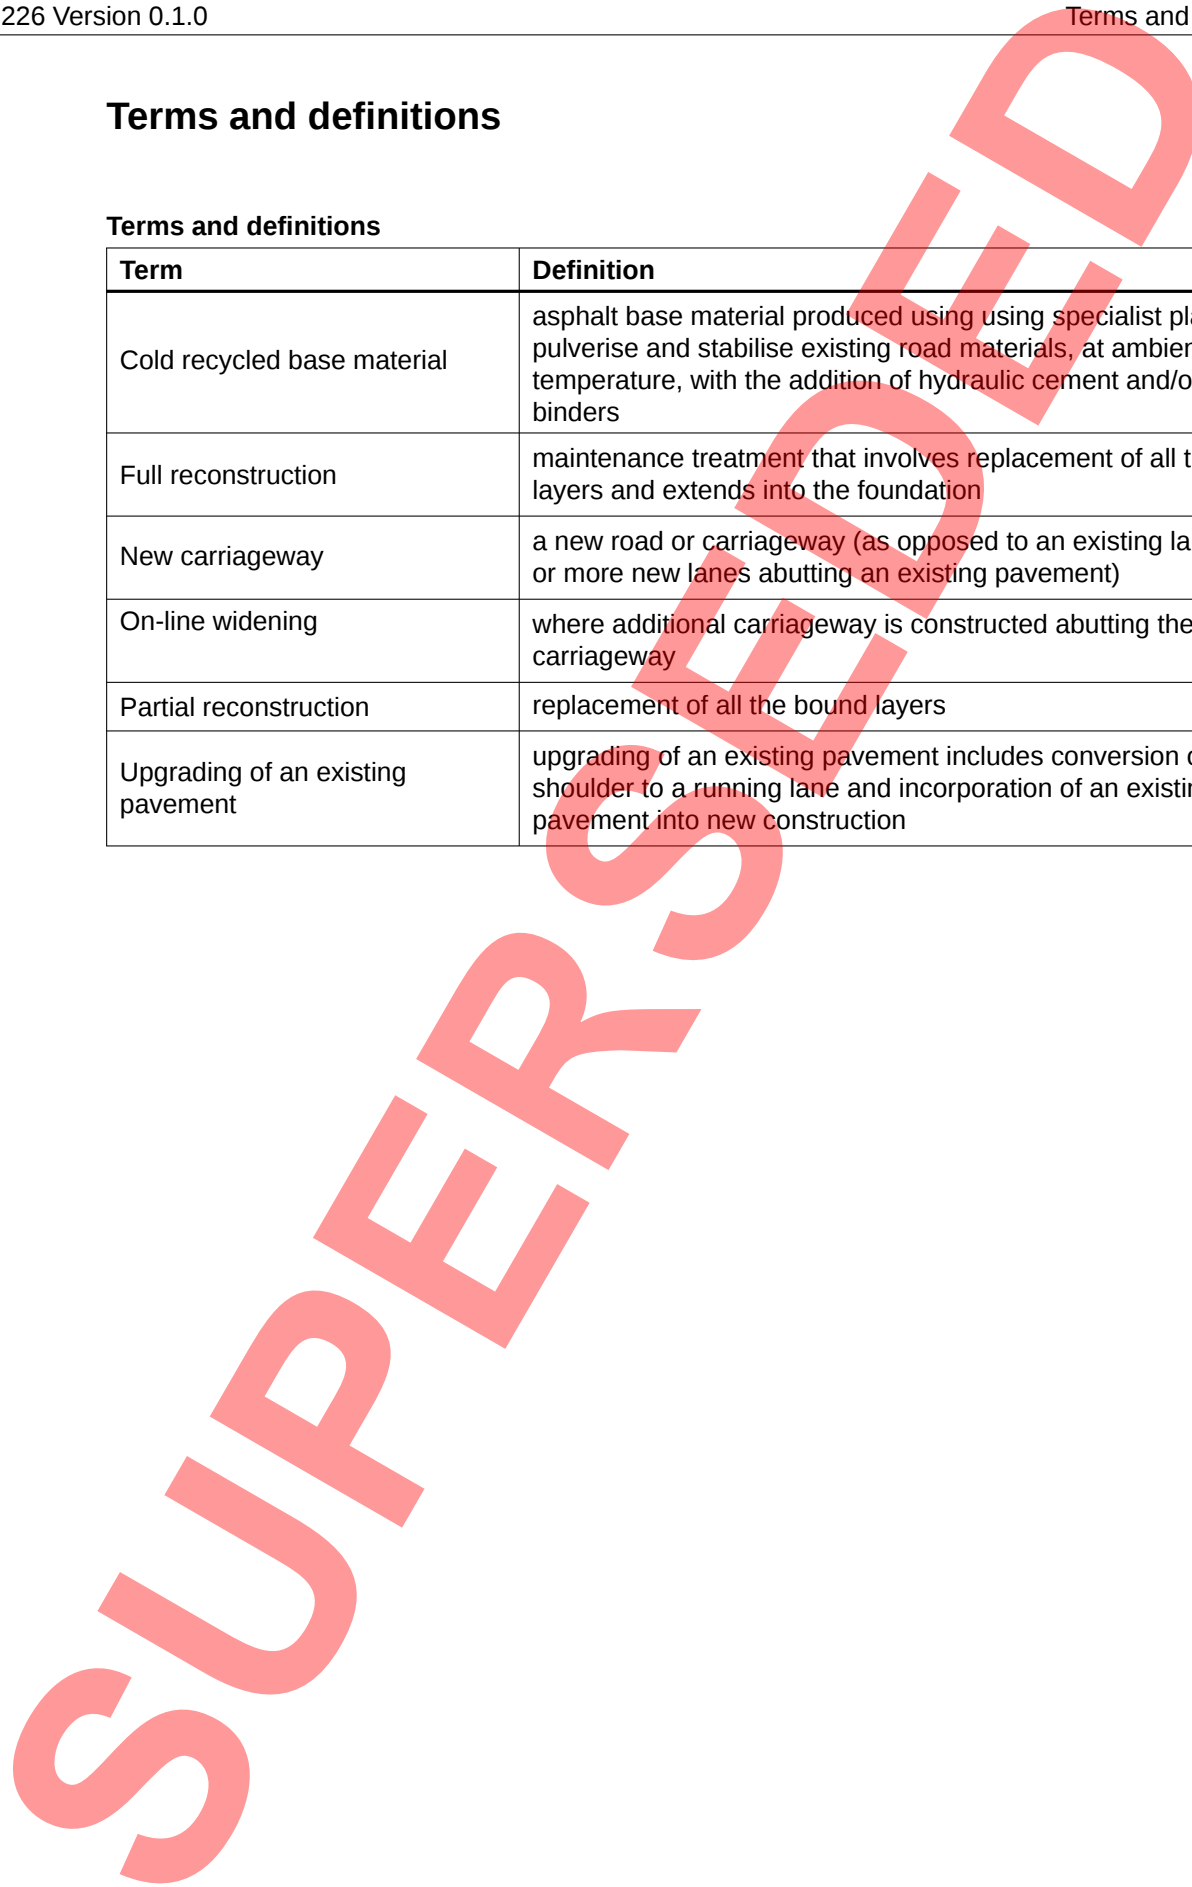 226 Version 0.1.0
Terms and
Terms and definitions
Terms and definitions
Term
Definition
Cold recycled base material
asphalt base material produced using using specialist
pulverise and stabilise existing road materials, at
temperature, with the addition of hydraulic cement
binders
Full reconstruction
maintenance treatment that involves replacement of all
layers and extends into the foundation
New carriageway
a new road or carriageway (as opposed to an existing
or more new lanes abutting an existing pavement)
On-line widening
where additional carriageway is constructed abutting the
carriageway
Partial reconstruction
replacement of all the bound layers
Upgrading of an existing
pavement
upgrading of an existing pavement includes conversion
shoulder to a running lane and incorporation of an
pavement into new construction
SUPERSEDED